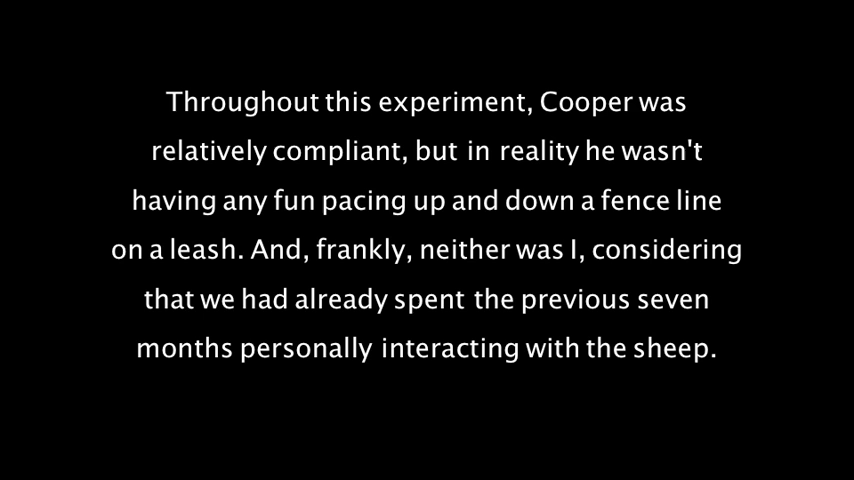 Throughout this experiment, Cooper was
relatively compliant, but in reality he wasn't
having any fun pacing up and down a fence line
on a leash. And, frankly, neither was I, considering
that we had already spent the previous seven
months personally interacting with the sheep.